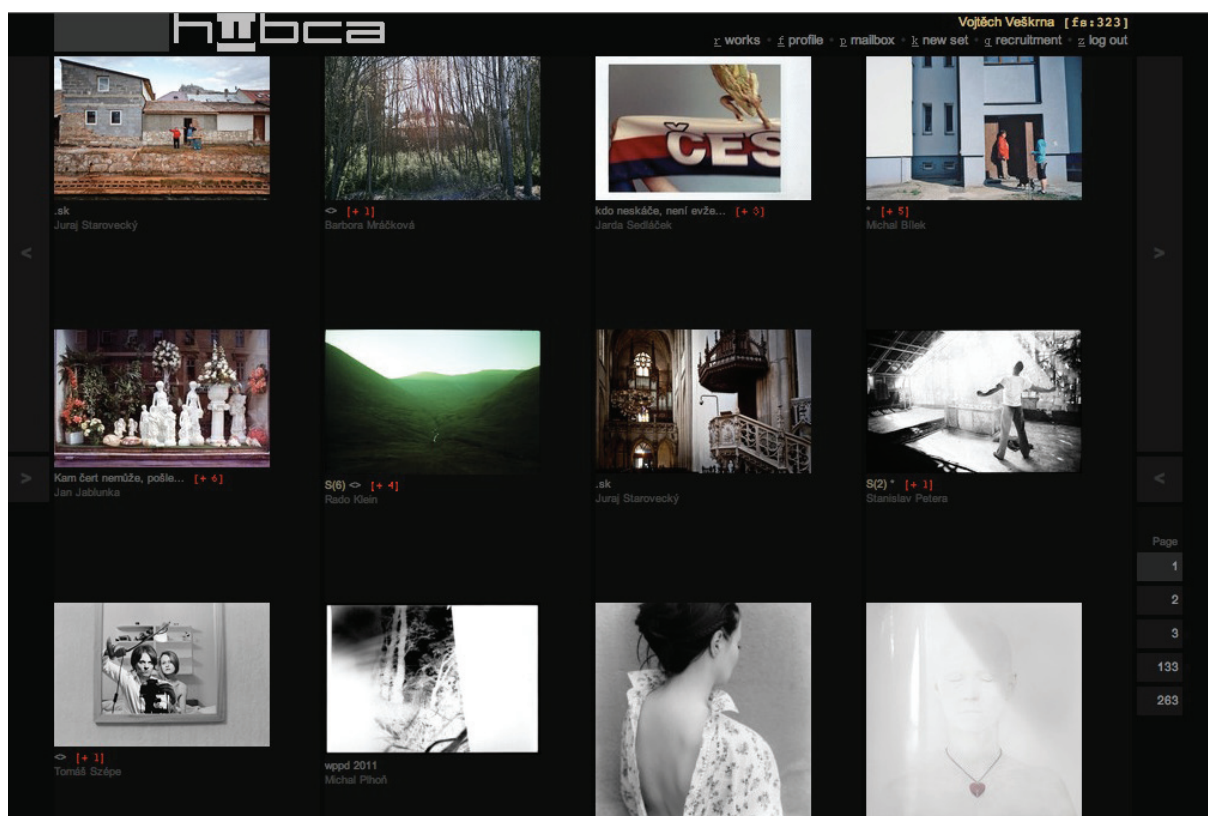 hubca
Vojtěch Veškrna [fs:323]
r works • f profile • p mailbox • k new set • q recruitment • z log out
ČES
.sk
Juraj Starovecký
<> [+ 1]
Barbora Mráčková
kdo neskáče, není evže... [+ 3]
Jarda Sedláček
* [+ 5]
Michal Bílek
<
>
Kam čert nemůže, pošle... [+ 6]
Jan Jablunka
S(6) <> [+ 4]
Rado Klein
.sk
Juraj Starovecký
S(2) * [+ 1]
Stanislav Petera
>
<
Page
1
2
3
133
263
<> [+ 1]
Tomáš Szépe
wppd 2011
Michal Plhoň